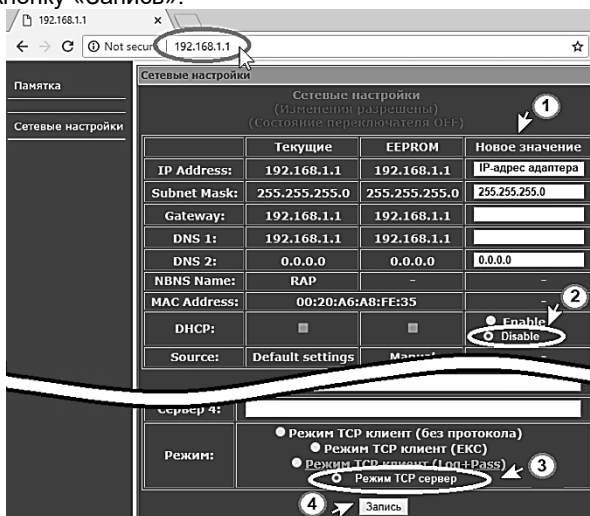 кнопку «Запись».
192.168.1.1
Not secur 192.168.1.1
Памятка
Сетевые настройки
Сетевые настройки
Сетевые настройки
(Изменения разрешены)
(Состояние переключателя OFF)
1
Текущие EEPROM Новое значение
IP Address: 192.168.1.1 192.168.1.1 IP-адрес адаптера
Subnet Mask: 255.255.255.0 255.255.255.0 255.255.255.0
Gateway: 192.168.1.1 192.168.1.1
DNS 1: 192.168.1.1 192.168.1.1
DNS 2: 0.0.0.0 0.0.0.0 0.0.0.0
NBNS Name: RAP - -
MAC Address: 00:20:A6:A8:FE:35 -
2
DHCP: Enable
Disable
Source: Default settings Manual -
Сервер 4:
Режим: Режим TCP клиент (без протокола)
Режим TCP клиент (ЕКС)
Режим TCP клиент (Log+Pass)
3
Режим TCP сервер
4 Запись